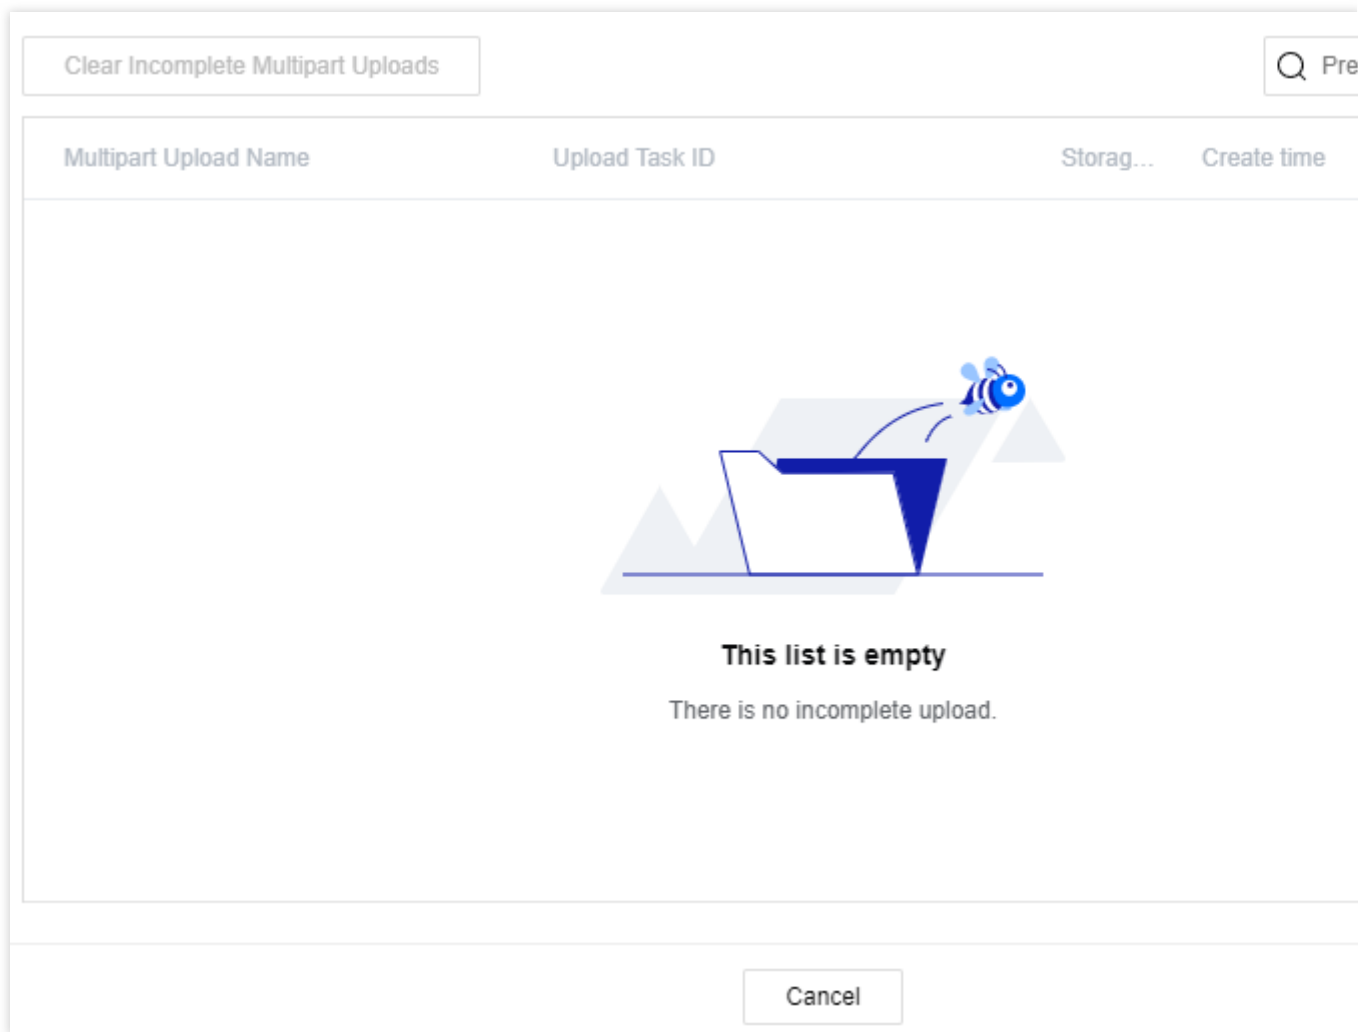 Clear Incomplete Multipart Uploads
Pre
Multipart Upload Name Upload Task ID Storag... Create time
This list is empty
There is no incomplete upload.
Cancel